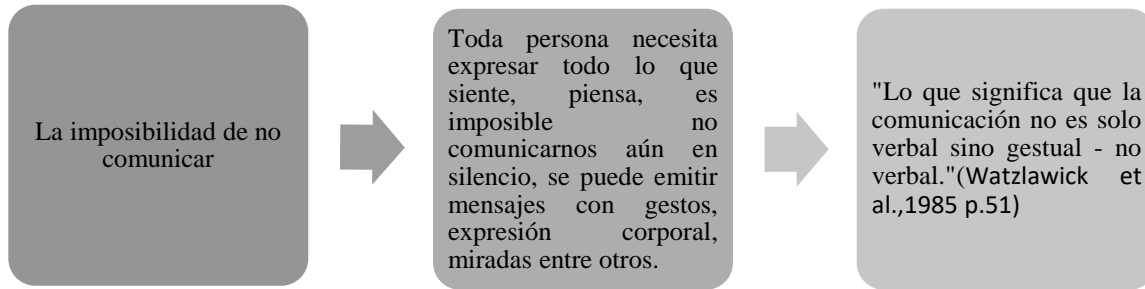 La imposibilidad de no
comunicar
Toda persona necesita
expresar todo lo que
siente, piensa, es
imposible no
comunicarnos aún en
silencio, se puede emitir
mensajes con gestos,
expresión corporal,
miradas entre otros.
"Lo que significa que la
comunicación no es solo
verbal sino gestual - no
verbal."(Watzlawick et
al.,1985 p.51)